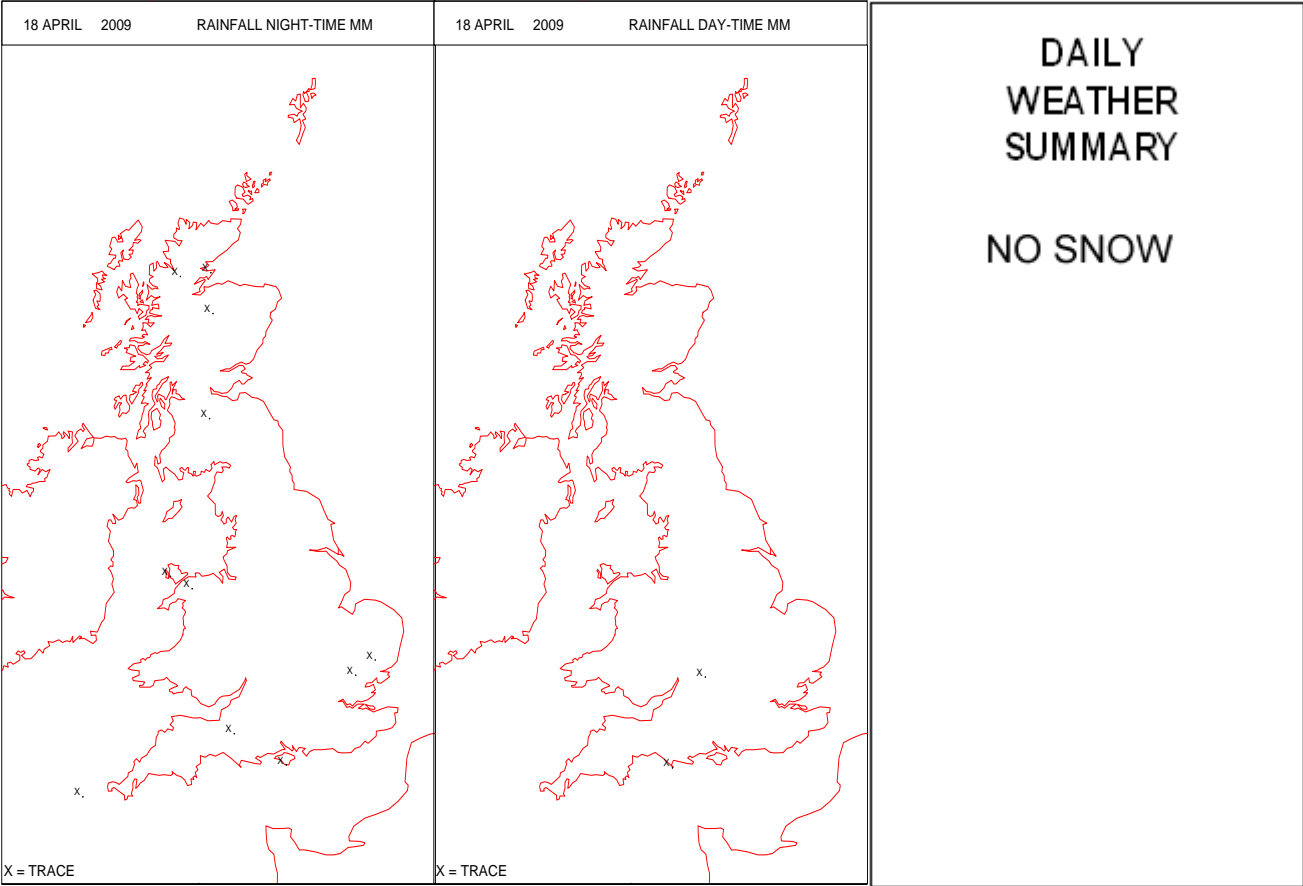 18 APRIL 2009 RAINFALL NIGHT-TIME MM
X.
X
X.
X.
X
X.
X.
X.
X.
X.
X.
X = TRACE
18 APRIL 2009 RAINFALL DAY-TIME MM
X.
X
X = TRACE
DAILY
WEATHER
SUMMARY
NO SNOW